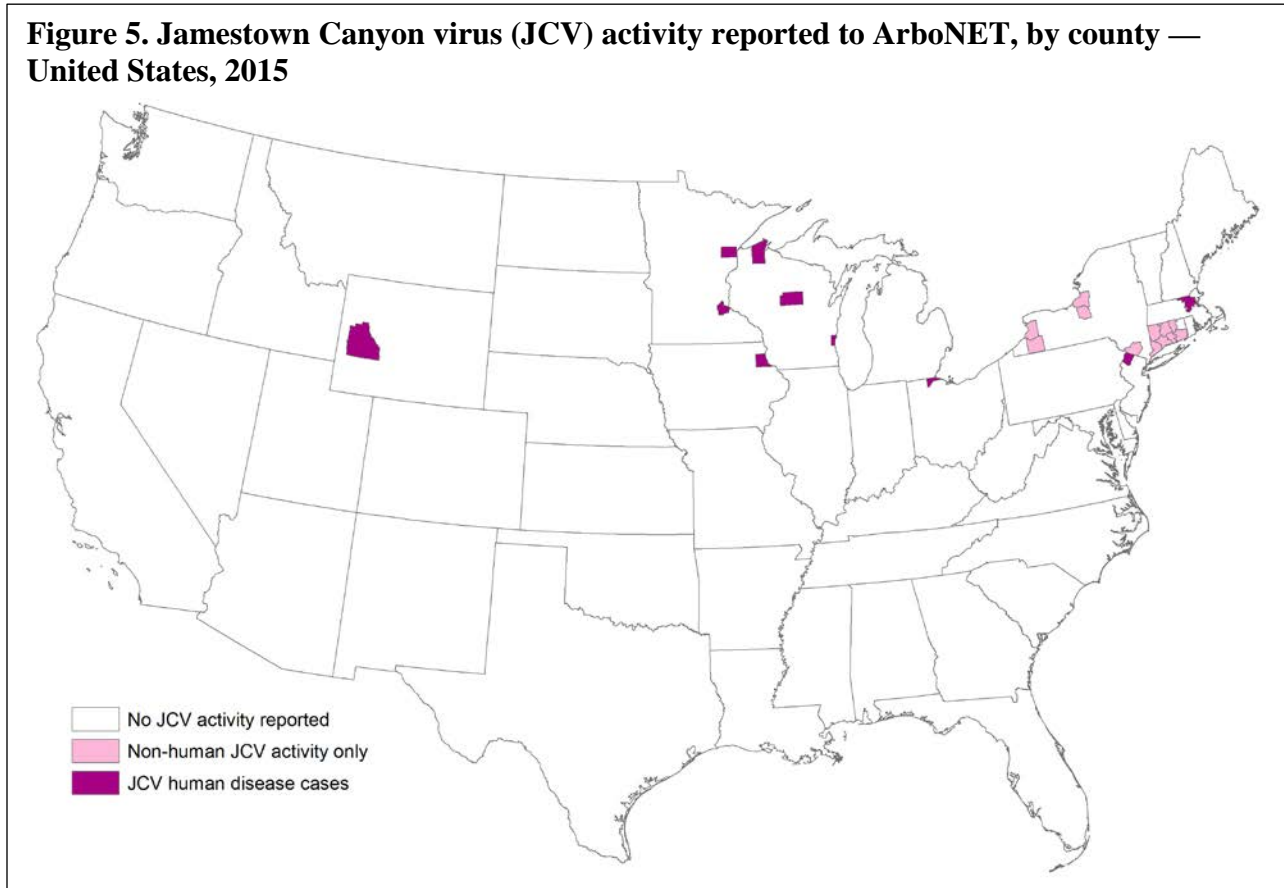 Figure 5. Jamestown Canyon virus (JCV) activity reported to ArboNET, by county —
United States, 2015
No JCV activity reported
Non-human JCV activity only
JCV human disease cases